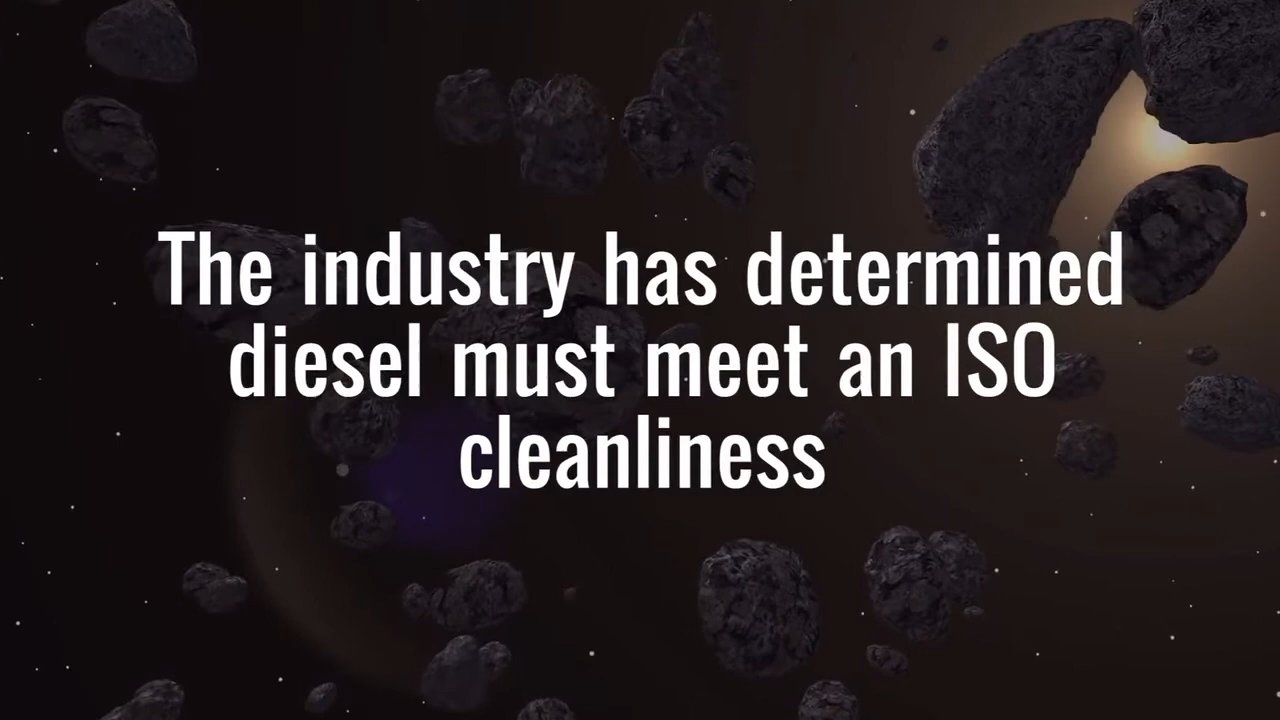 The industry has determined
diesel must meet an ISO
cleanliness